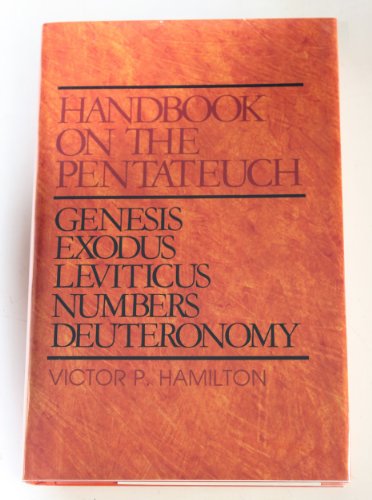 HANDBOOK
ON THE
PENTATEUCH
GENESIS
EXODUS
LEVITICUS
NUMBERS
DEUTERONOMY
VICTOR P. HAMILTON